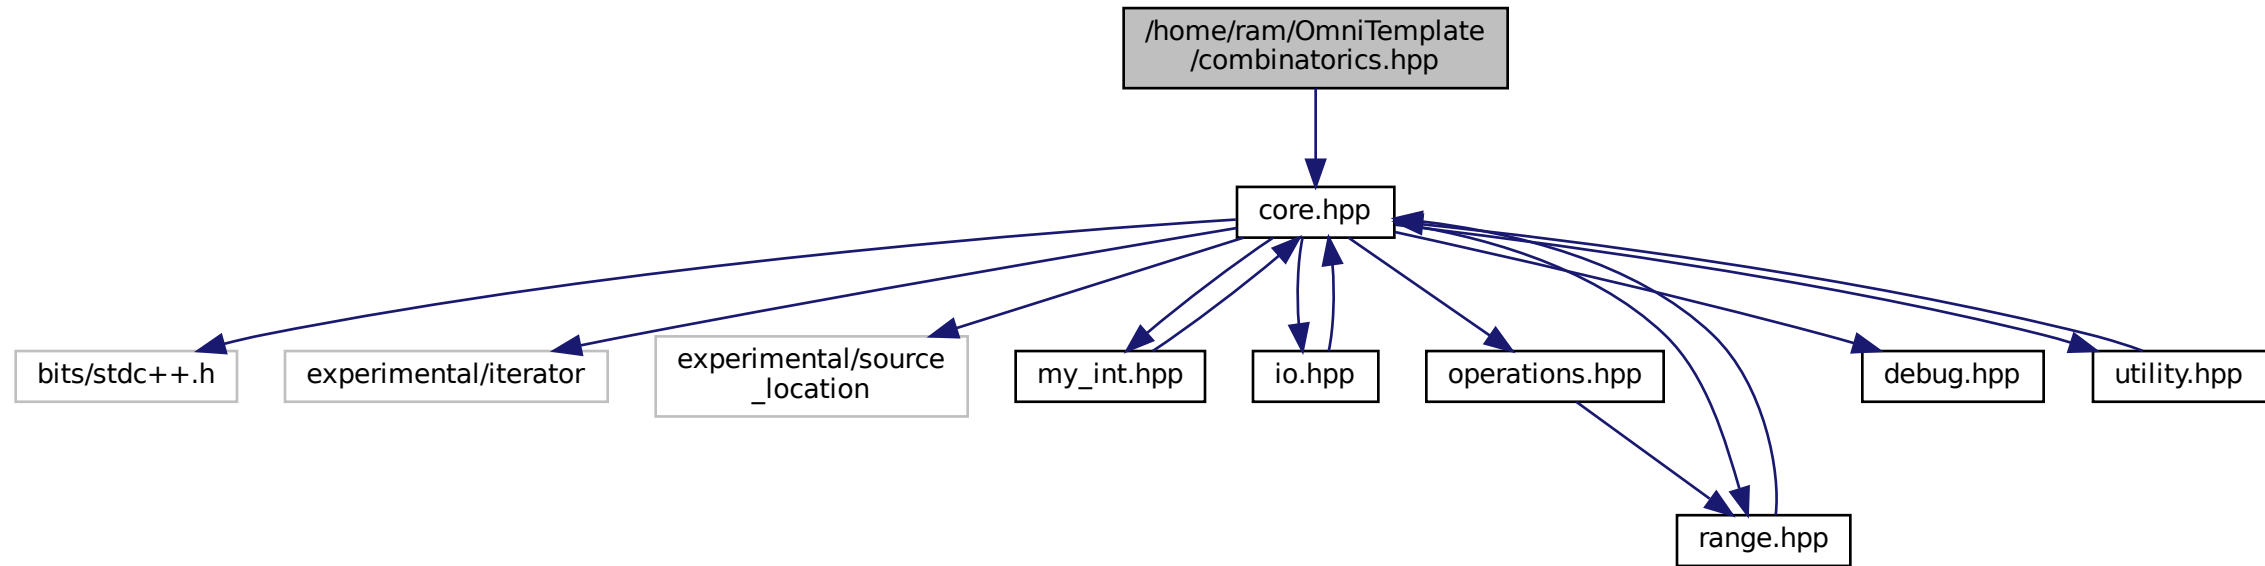 /home/ram/OmniTemplate
/combinatorics.hpp
core.hpp
bits/stdc++.h
experimental/iterator
experimental/source
_location
my_int.hpp
io.hpp
operations.hpp
debug.hpp
utility.hpp
range.hpp